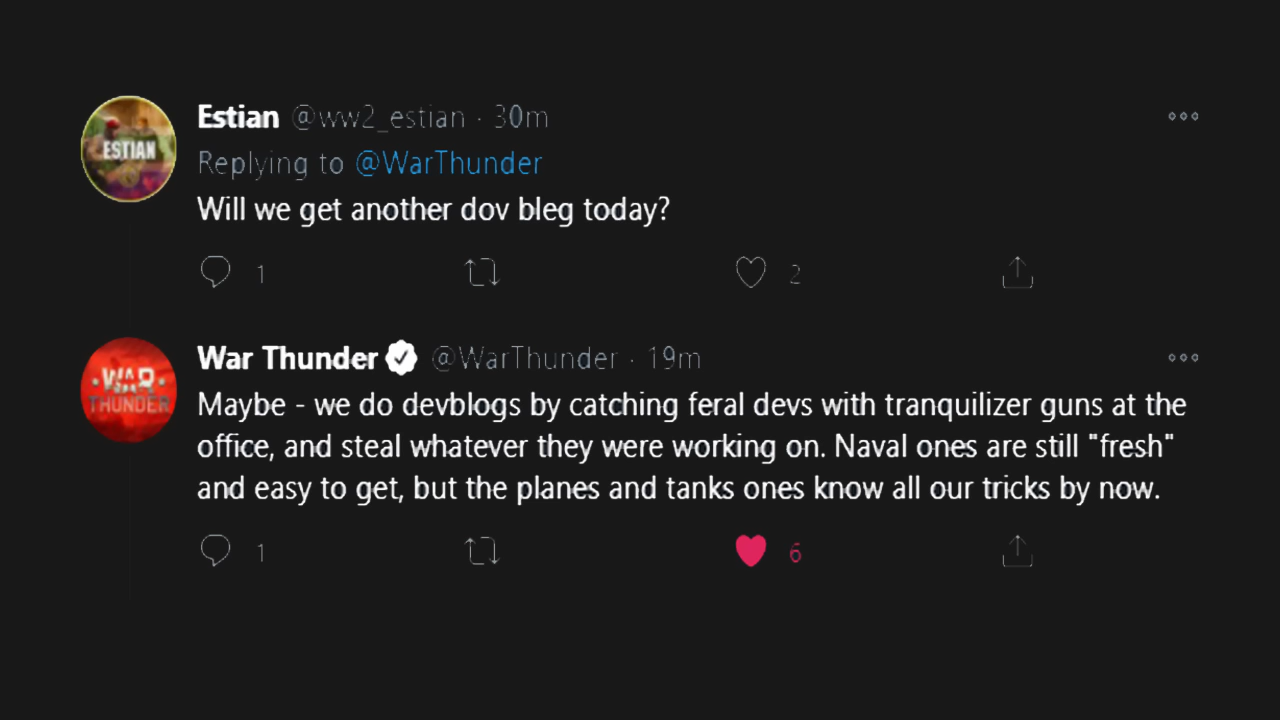 Estian @ww2_estian · 30m
ESTIAN
Replying to @WarThunder
Will we get another dov bleg today?
1 2
War Thunder @WarThunder · 19m
WAR
THUNDER
Maybe - we do devblogs by catching feral devs with tranquilizer guns at the
office, and steal whatever they were working on. Naval ones are still "fresh"
and easy to get, but the planes and tanks ones know all our tricks by now.
1 6